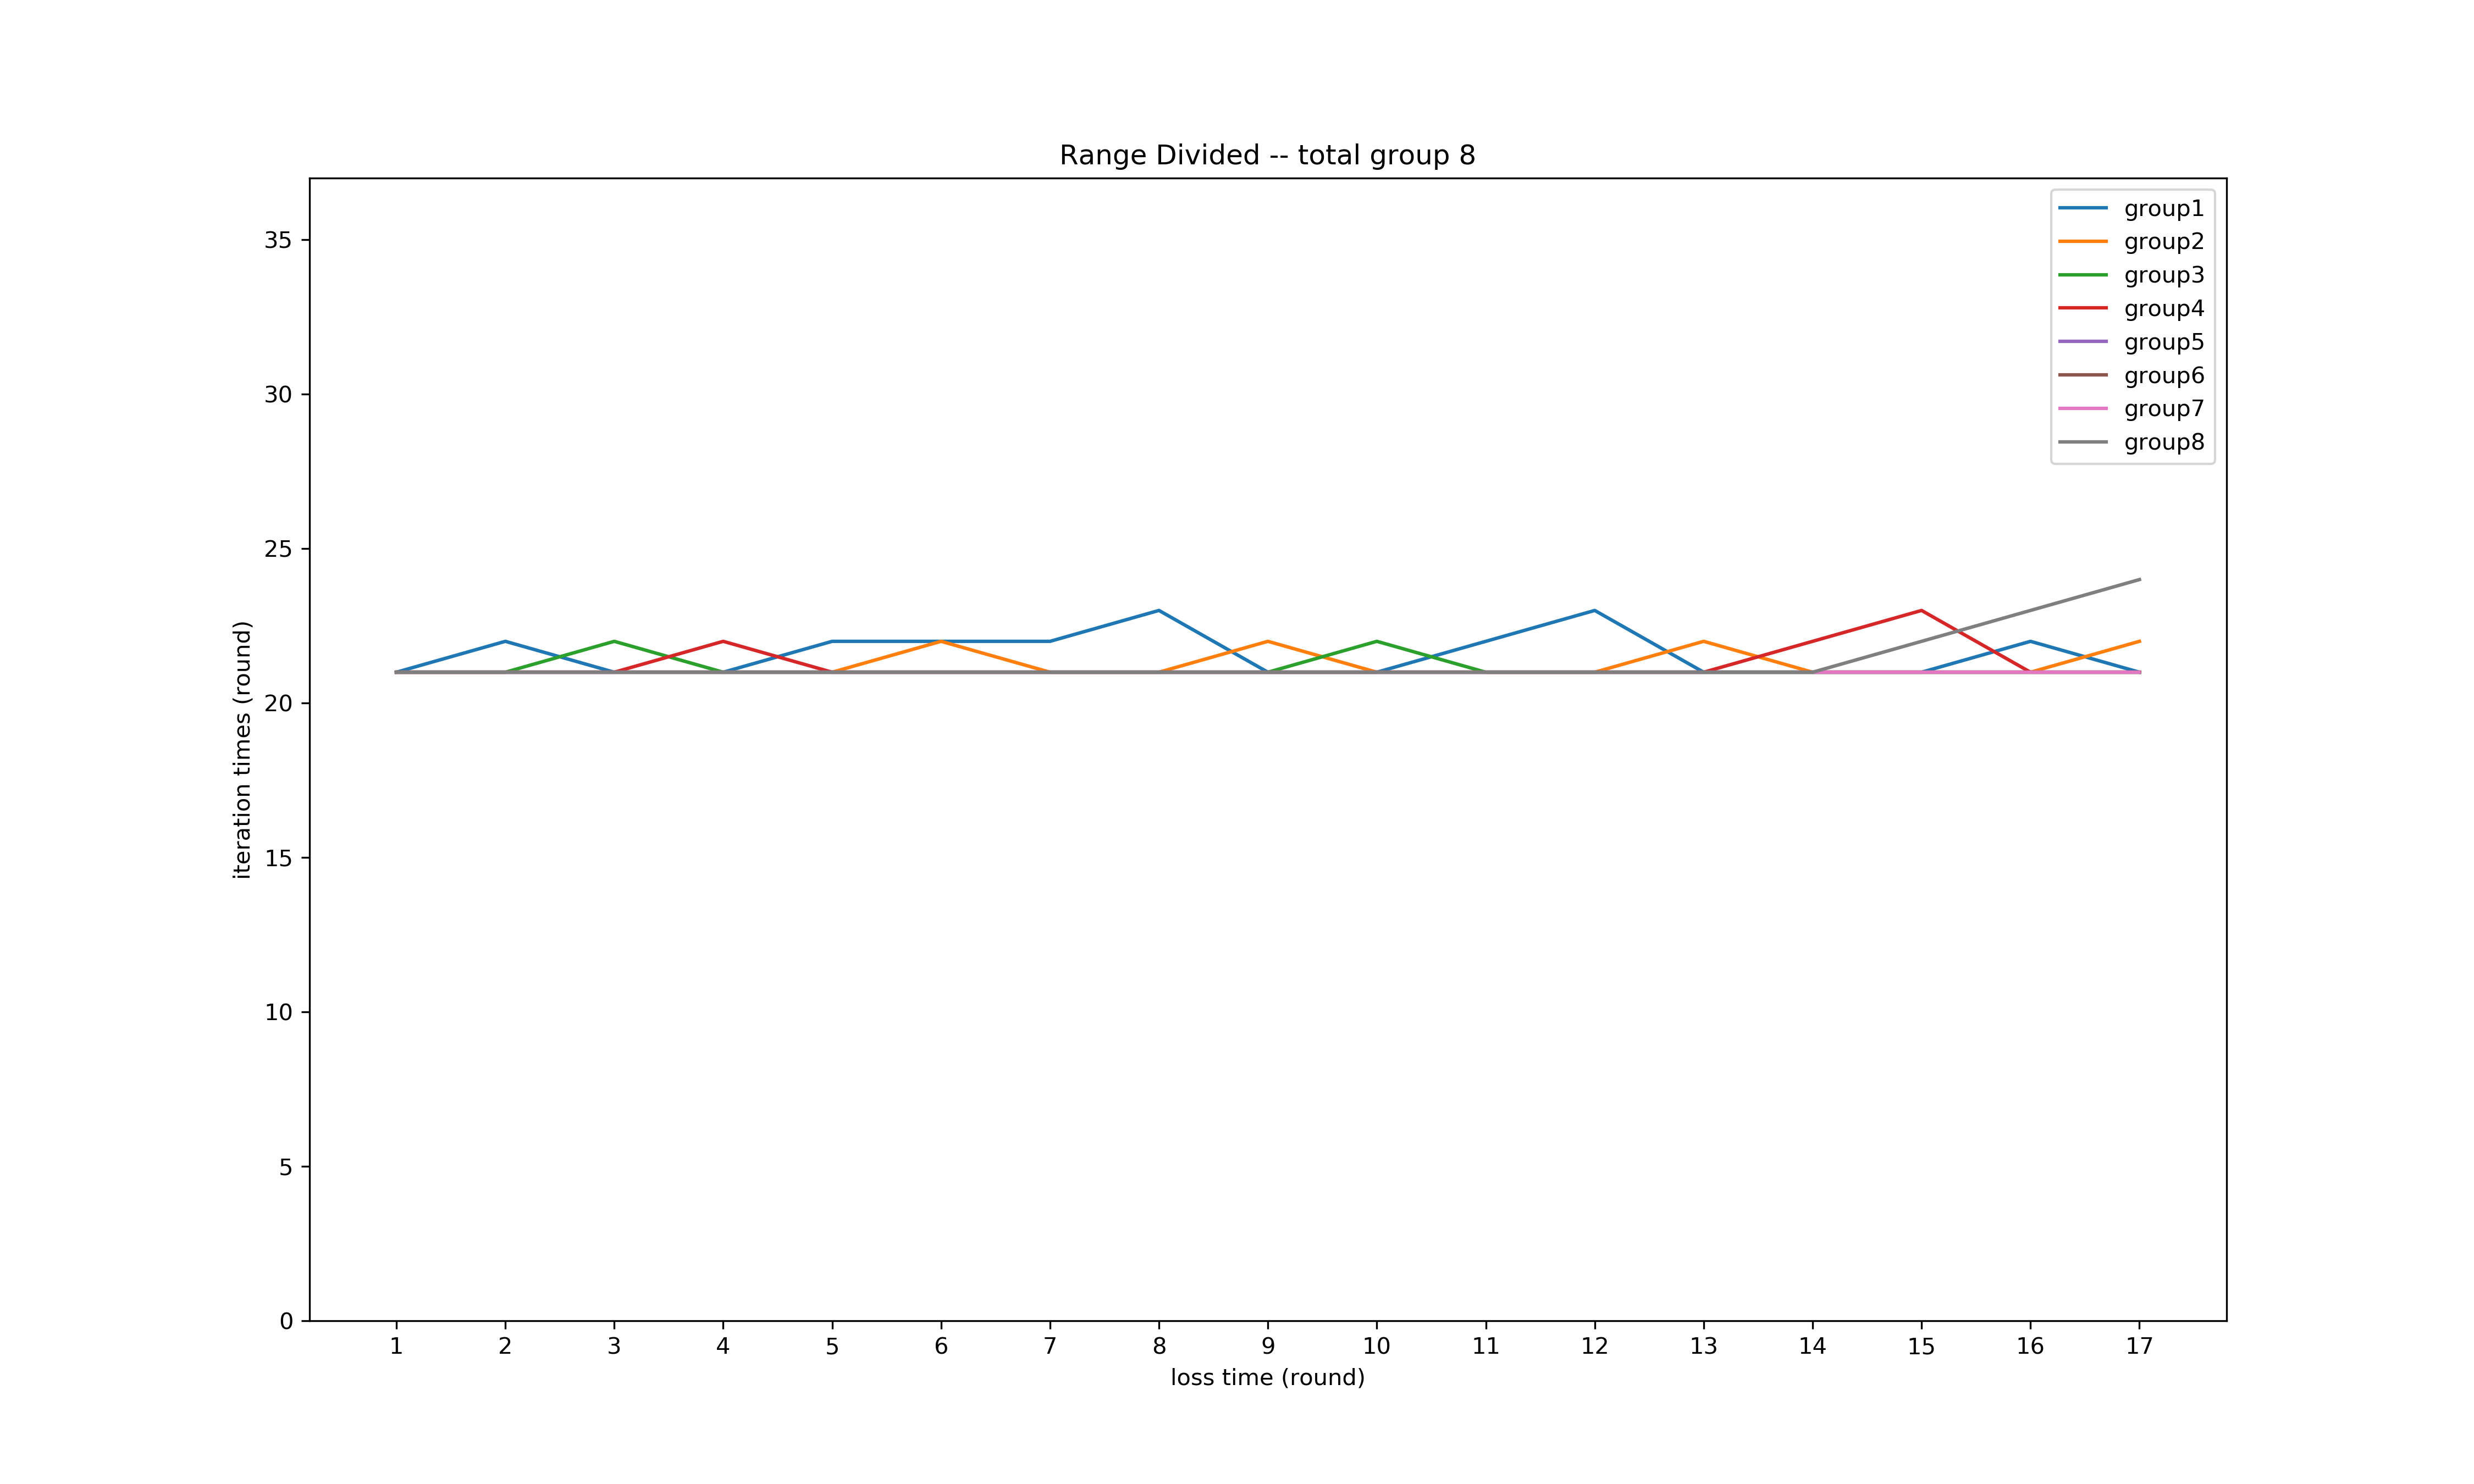 Range Divided -- total group 8
group1
group2
group3
group4
group5
group6
group7
group8
iteration times (round)
35
30
25
20
15
10
5
0
1 2 3 4 5 6 7 8 9 10 11 12 13 14 15 16 17
loss time (round)